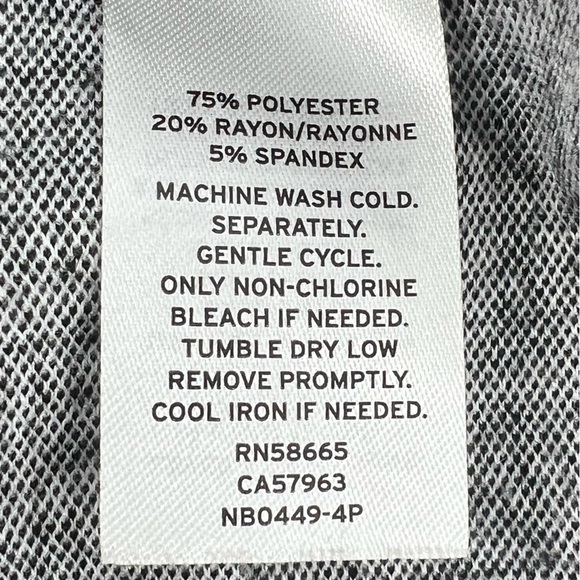 75% POLYESTER
20% RAYON/RAYONNE
5% SPANDEX
MACHINE WASH COLD.
SEPARATELY.
GENTLE CYCLE.
ONLY NON-CHLORINE
BLEACH IF NEEDED.
TUMBLE DRY LOW
REMOVE PROMPTLY.
COOL IRON IF NEEDED.
RN58665
CA57963
NB0449-4P